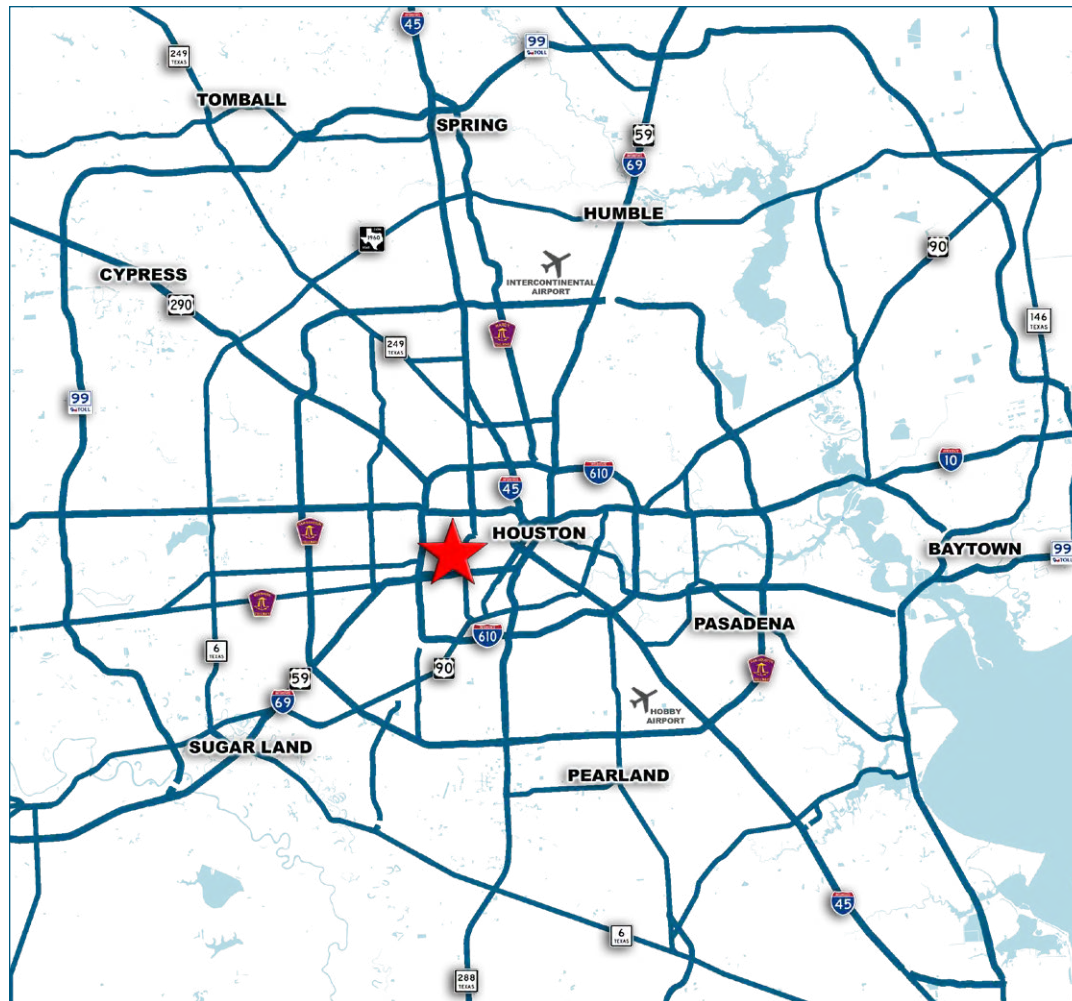 45
99
TOLL
249
TEXAS
TOMBALL
SPRING
59
69
HUMBLE
1960
90
INTERCONTINENTAL
AIRPORT
CYPRESS
290
146
TEXAS
249
TEXAS
99
TOLL
10
610
45
HOUSTON
BAYTOWN
99
TOLL
PASADENA
610
6
TEXAS
90
59
69
HOBBY
AIRPORT
SUGAR LAND
PEARLAND
45
6
TEXAS
288
TEXAS